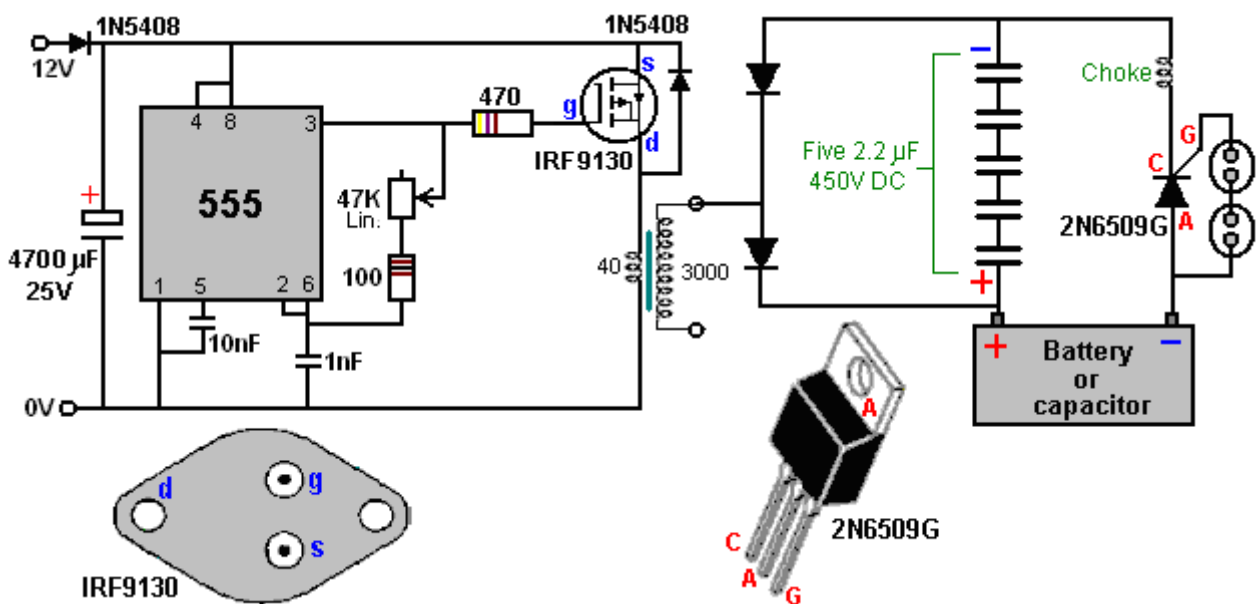 1N5408
12V
4 8 3
1 5 2 6
555
+
4700 µF
25V
10nF
1nF
0V
47K
Lin.
100
470
g
s
d
IRF9130
1N5408
40
3000
Five 2.2 µF
450V DC
−
+
Choke
G
C
A
2N6509G
+
−
Battery
or
capacitor
d
g
s
IRF9130
A
C
A
G
2N6509G